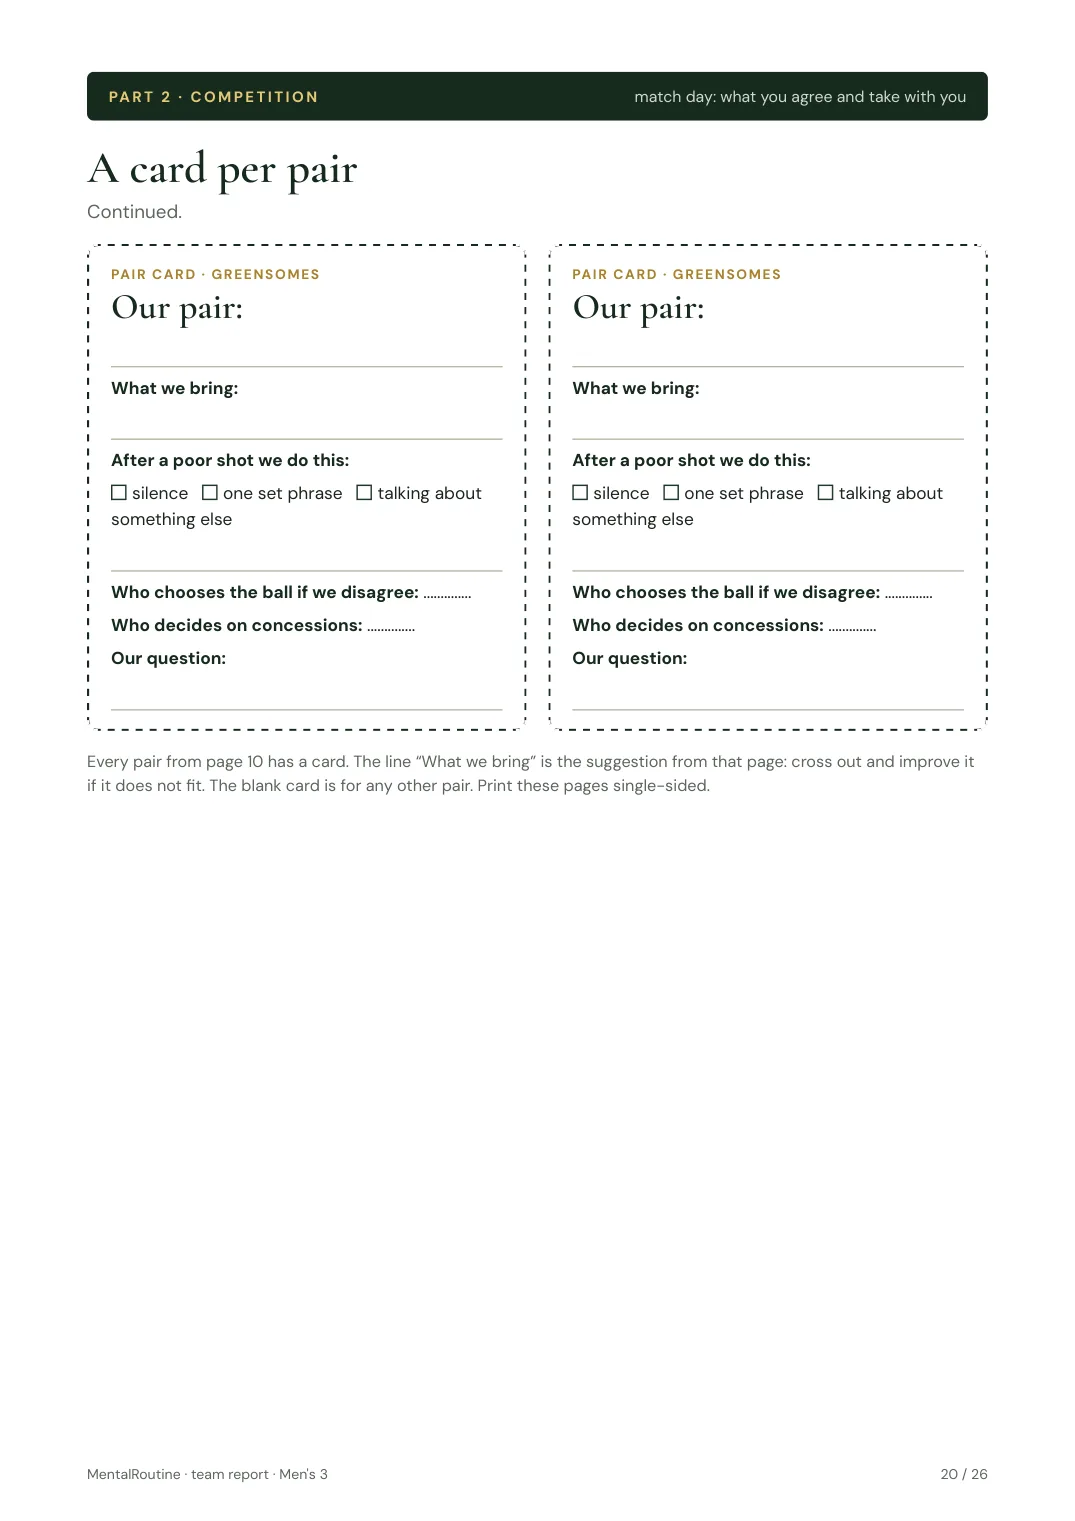 PART 2 · COMPETITION
match day: what you agree and take with you
A card per pair
Continued.
PAIR CARD · GREENSOMES
Our pair:
What we bring:
After a poor shot we do this:
☐ silence ☐ one set phrase ☐ talking about
something else
Who chooses the ball if we disagree: ..............
Who decides on concessions: ..............
Our question:
PAIR CARD · GREENSOMES
Our pair:
What we bring:
After a poor shot we do this:
☐ silence ☐ one set phrase ☐ talking about
something else
Who chooses the ball if we disagree: ..............
Who decides on concessions: ..............
Our question:
Every pair from page 10 has a card. The line “What we bring” is the suggestion from that page: cross out and improve it
if it does not fit. The blank card is for any other pair. Print these pages single-sided.
MentalRoutine · team report · Men's 3
20 / 26